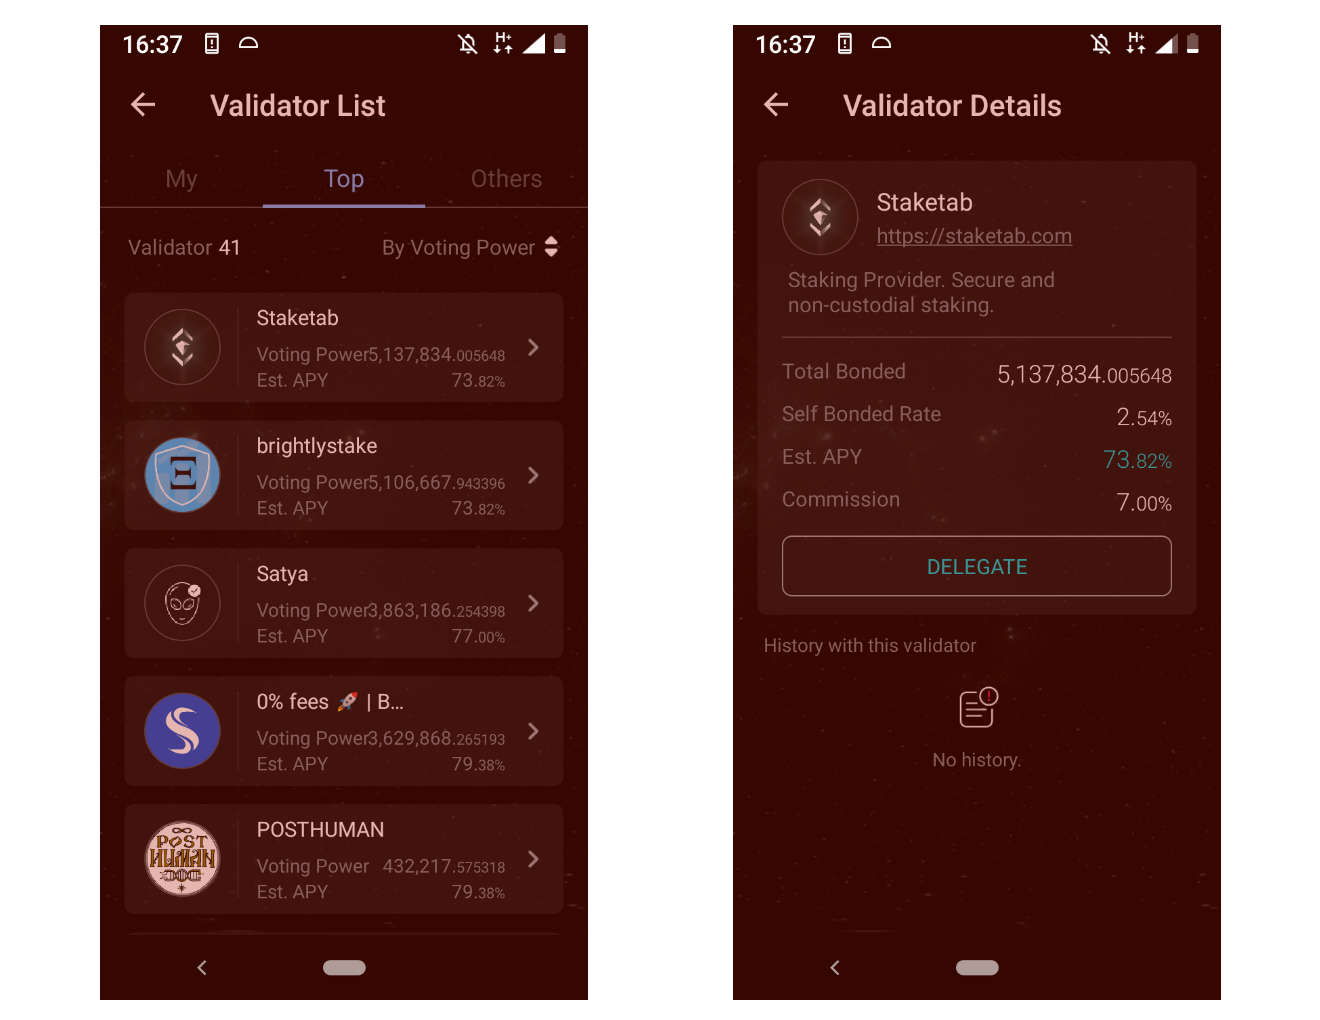 16:37
H+
Validator List
My Top Others
Validator 41 By Voting Power
Staketab
Voting Power5,137,834.005648
Est. APY 73.82%
brightlystake
Voting Power5,106,667.943396
Est. APY 73.82%
Satya
Voting Power3,863,186.254398
Est. APY 77.00%
0% fees 🚀 | B...
Voting Power3,629,868.265193
Est. APY 79.38%
POST
HUMAN
POSTHUMAN
Voting Power 432,217.575318
Est. APY 79.38%
16:37
H+
Validator Details
Staketab
https://staketab.com
Staking Provider. Secure and
non-custodial staking.
Total Bonded 5,137,834.005648
Self Bonded Rate 2.54%
Est. APY 73.82%
Commission 7.00%
DELEGATE
History with this validator
No history.